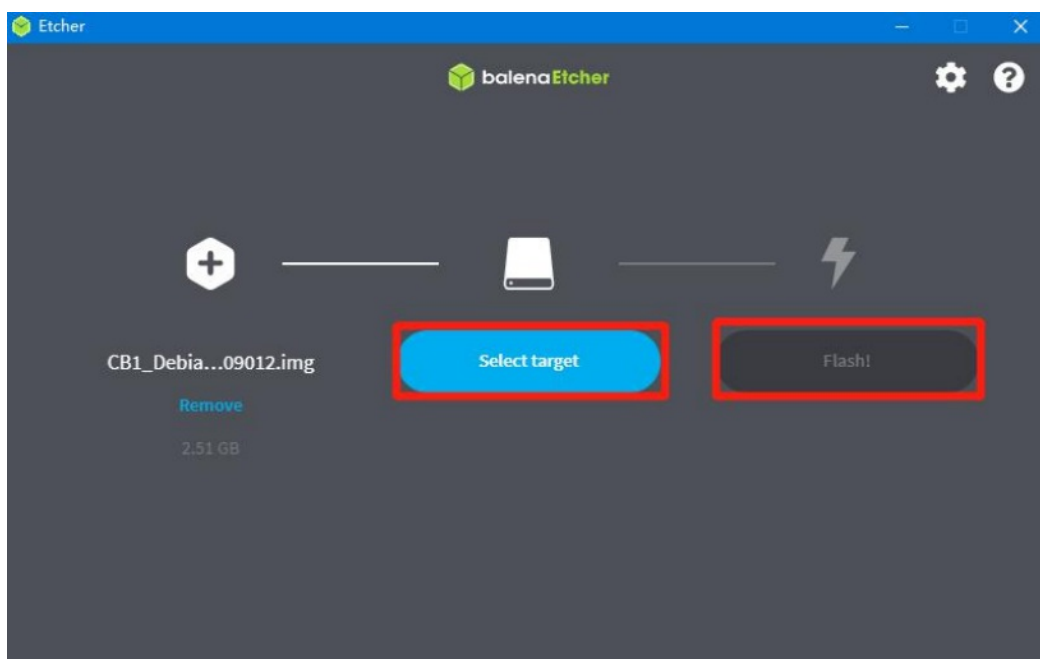 Etcher
balenaEtcher
CB1_Debia...09012.img
Remove
2.51 GB
Select target
Flash!